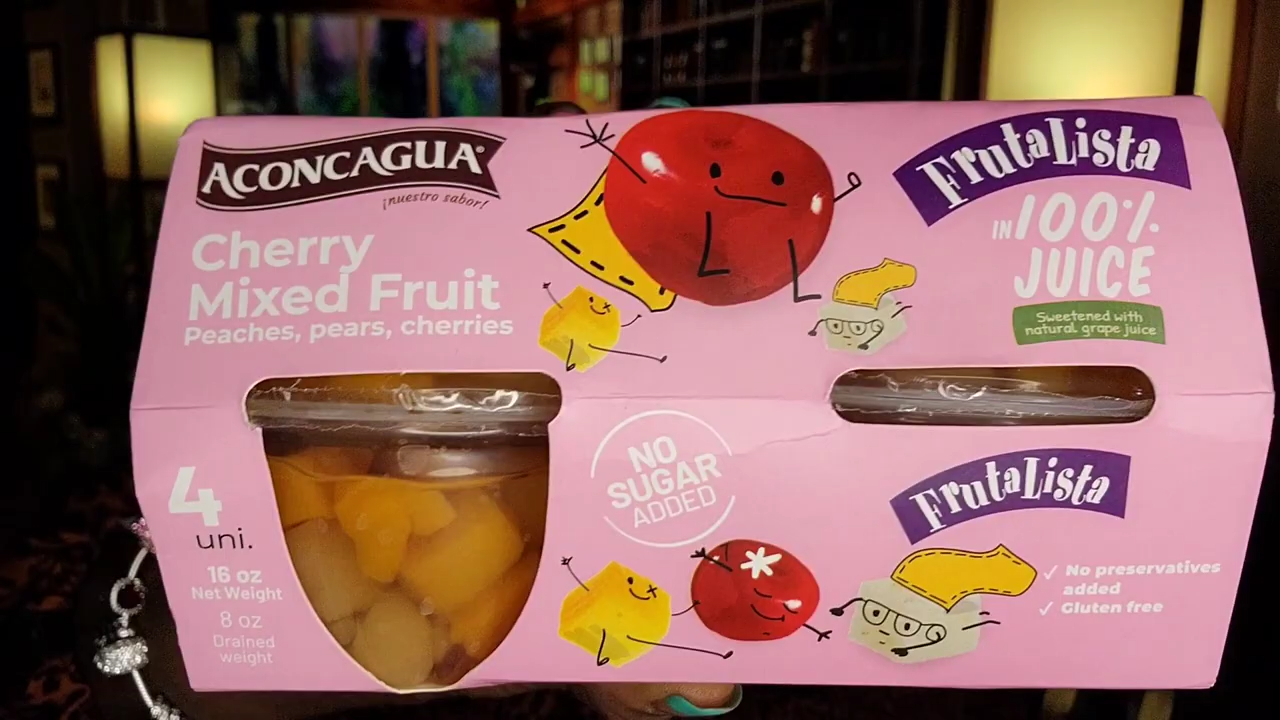 ACONCAGUA®
¡nuestro sabor!
Cherry
Mixed Fruit
Peaches, pears, cherries
FrutaLista
IN 100%
JUICE
Sweetened with
natural grape juice
4
uni.
16 oz
Net Weight
8 oz
Drained
weight
NO
SUGAR
ADDED
FrutaLista
✓ No preservatives
added
✓ Gluten free